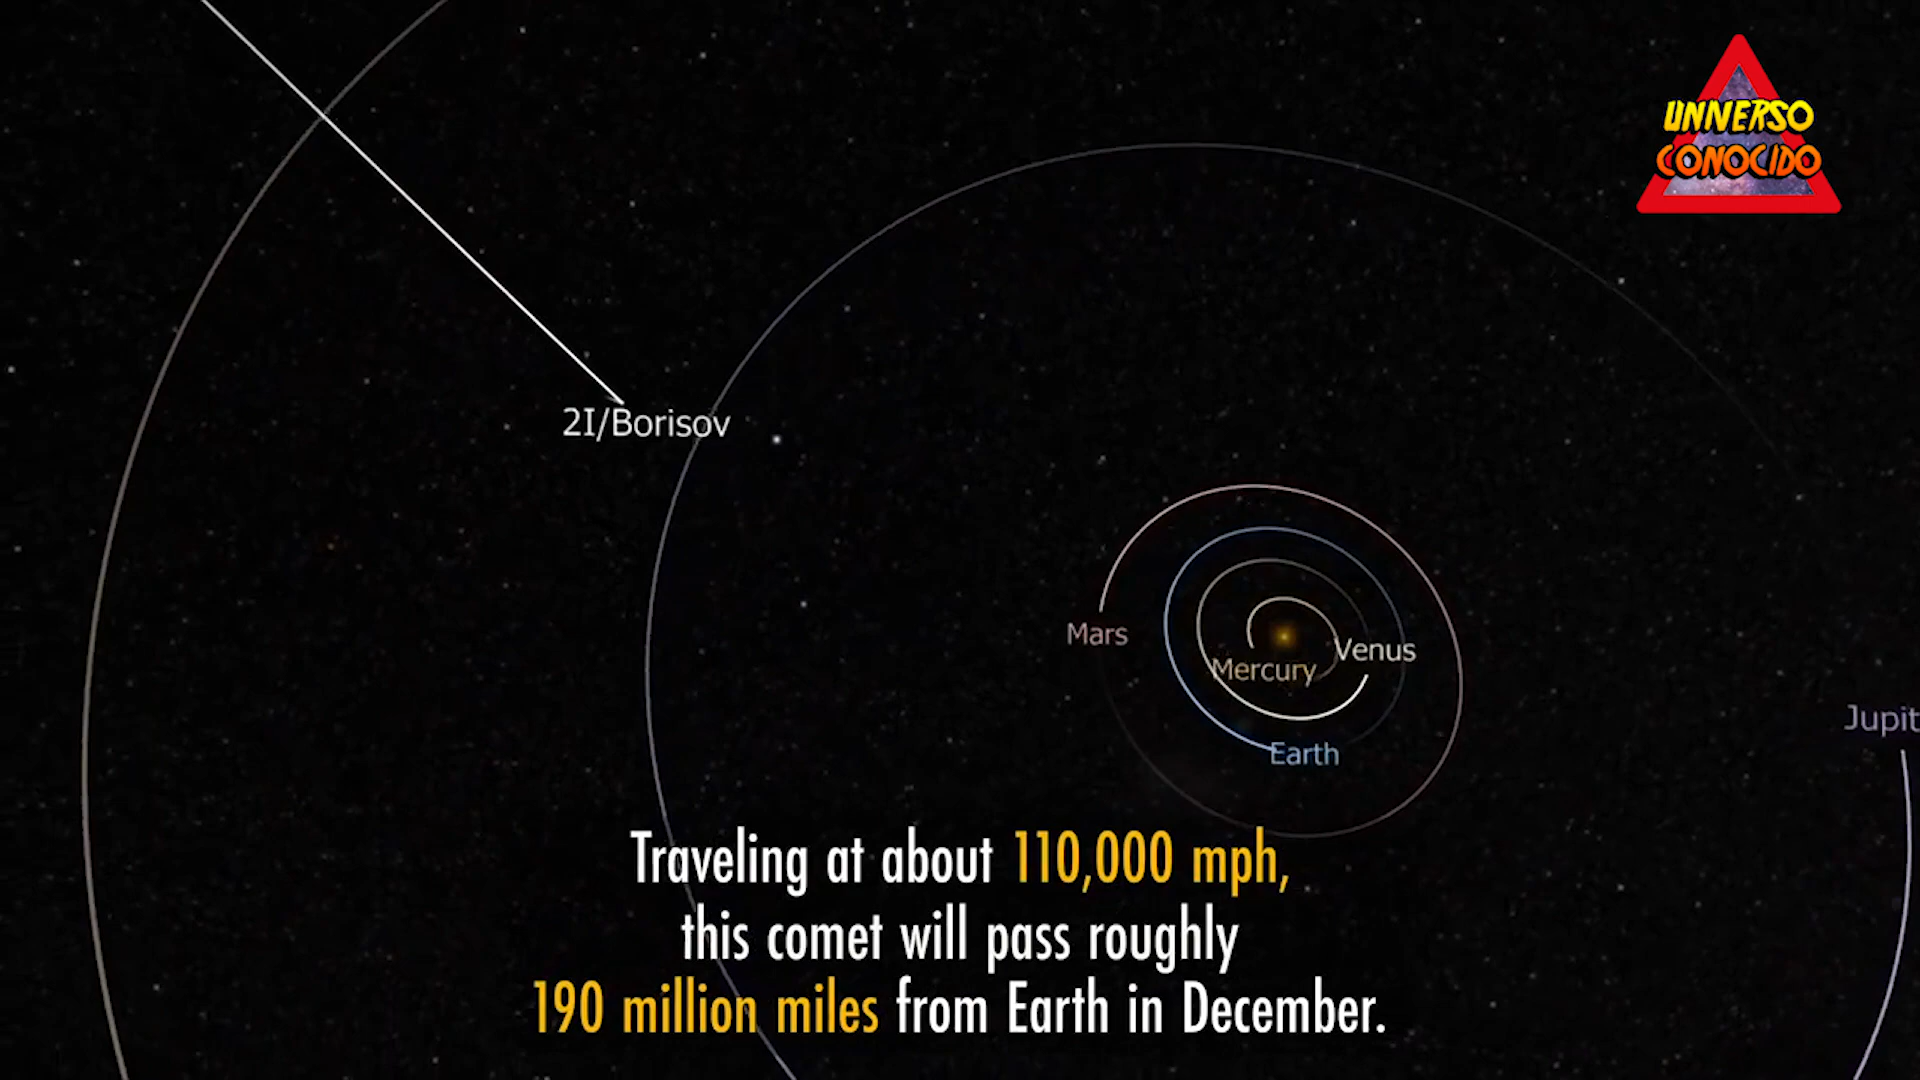 UNIVERSO
CONOCIDO
2I/Borisov
Mars
Venus
Mercury
Jupit
Earth
Traveling at about 110,000 mph,
this comet will pass roughly
190 million miles from Earth in December.